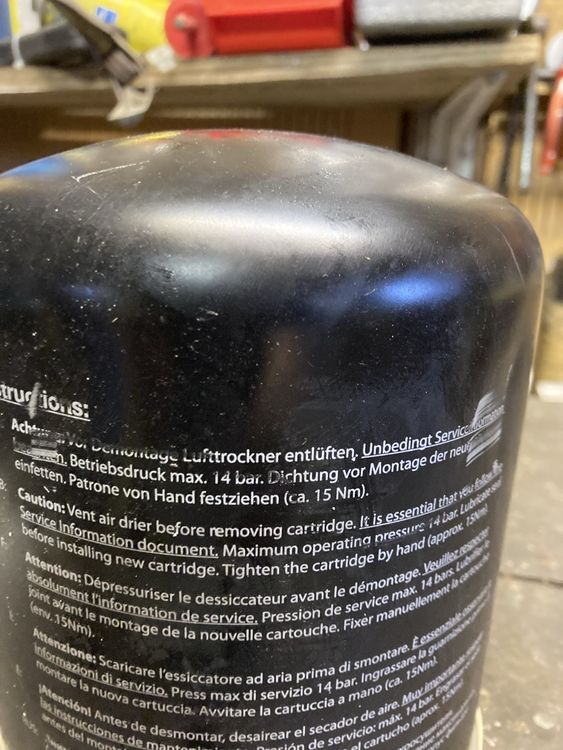 tructions:
Achtung: Vor Demontage Lufttrockner entlüften. Unbedingt Serviceinformation
Betriebsdruck max. 14 bar. Dichtung vor Montage der neuen
einfetten. Patrone von Hand festziehen (ca. 15 Nm).
Caution: Vent air drier before removing cartridge. It is essential that you follow the
Service Information document. Maximum operating pressure 14 bar. Lubricate seal
before installing new cartridge. Tighten the cartridge by hand (approx. 15Nm).
Attention: Dépressuriser le dessiccateur avant le démontage. Veuillez respecter
absolument l'information de service. Pression de service max. 14 bars. Lubrifier le
joint avant le montage de la nouvelle cartouche. Fixer manuellement la cartouche
(env. 15Nm).
Attenzione: Scaricare l'essiccatore ad aria prima di smontare. È essenziale osservare
informazioni di servizio. Press max di servizio 14 bar. Ingrassare la guarnizione
montare la nuova cartuccia. Avvitare la cartuccia a mano (ca. 15Nm).
¡Atención! Antes de desmontar, desairear el secador de aire. Muy importante
las instrucciones de mantenimiento. Presión de servicio: máx. 14 bar. Engrasar
antes del el cartucho (aprox. 15Nm)